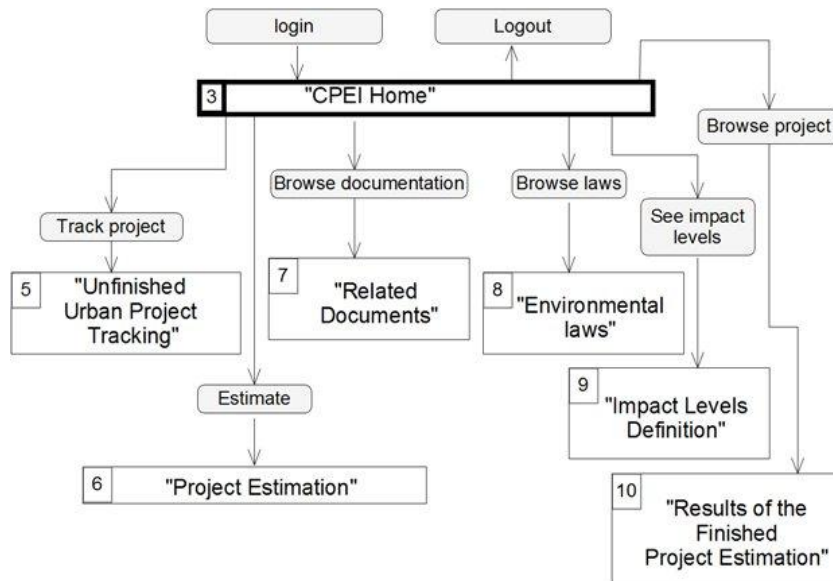 login
Logout
3
"CPEI Home"
Browse project
Browse documentation
Browse laws
See impact
levels
Track project
5
"Unfinished
Urban Project
Tracking"
7
"Related
Documents"
8
"Environmental
laws"
9
"Impact Levels
Definition"
Estimate
6
"Project Estimation"
10
"Results of the
Finished
Project Estimation"